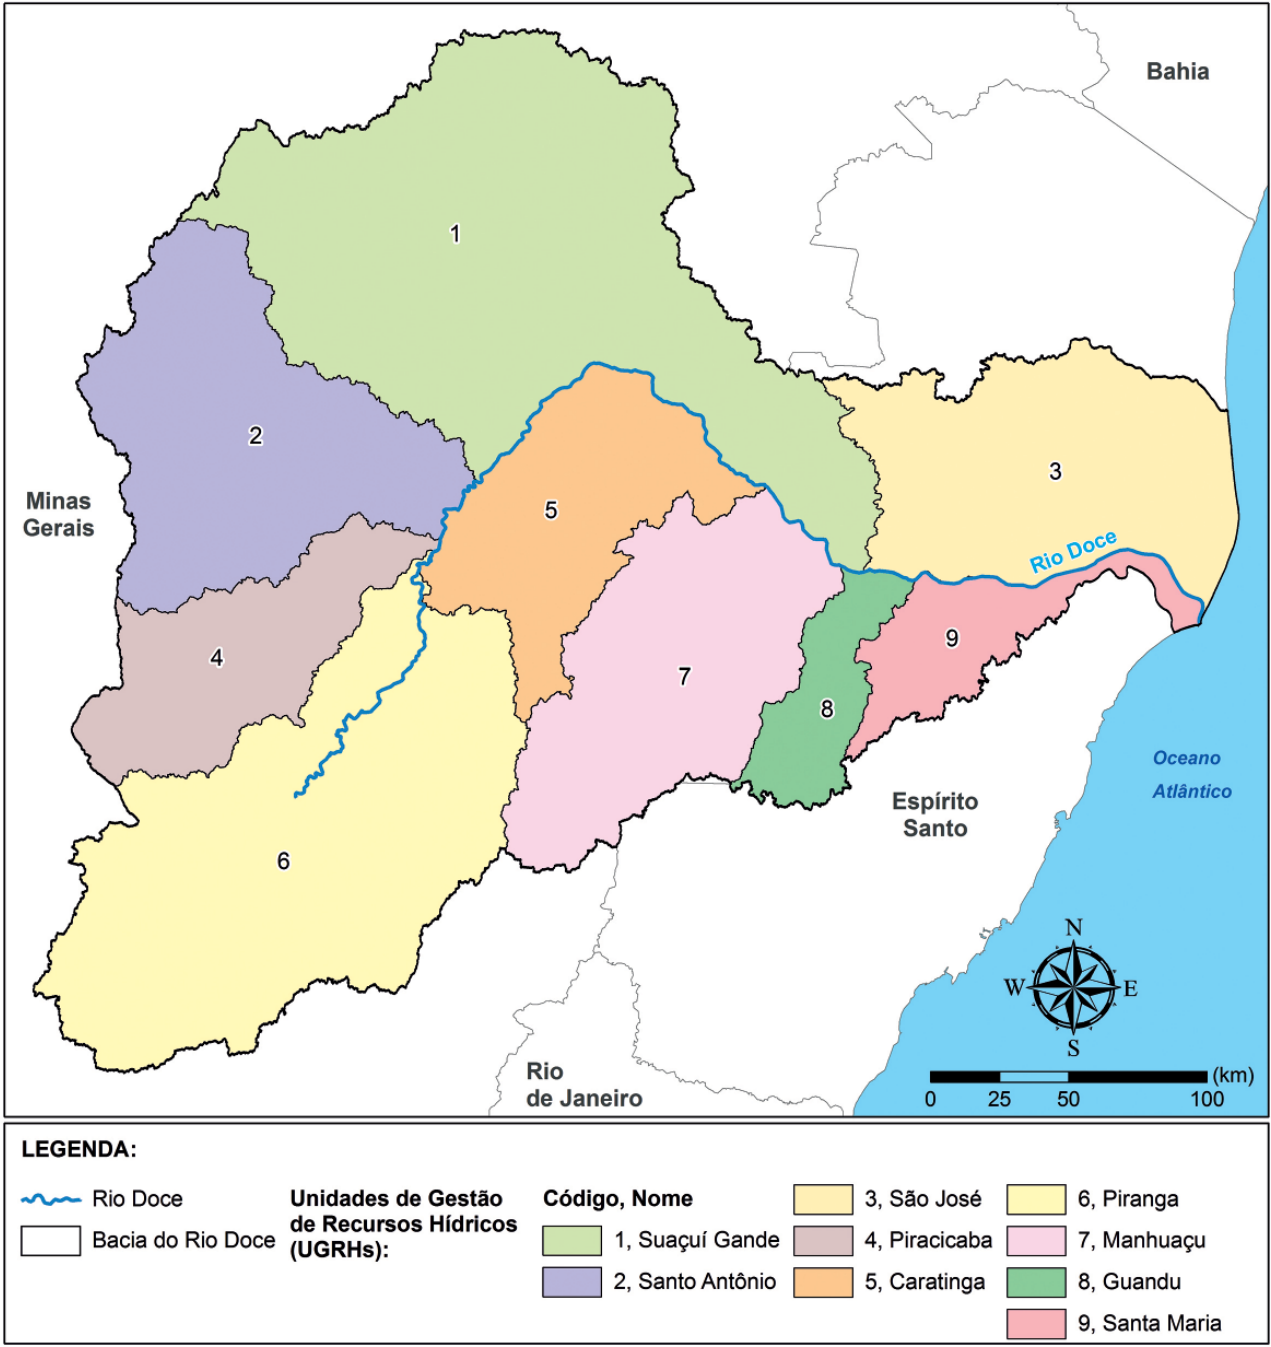 Bahia
1
2
3
Minas
Gerais
5
Rio Doce
9
4
7
8
Oceano
Atlântico
Espírito
Santo
6
N
W
E
S
Rio
de Janeiro
(km)
0 25 50 100
LEGENDA:
Rio Doce
Bacia do Rio Doce
Unidades de Gestão
de Recursos Hídricos
(UGRHs):
Código, Nome
1, Suaçuí Gande
2, Santo Antônio
3, São José
4, Piracicaba
5, Caratinga
6, Piranga
7, Manhuaçu
8, Guandu
9, Santa Maria